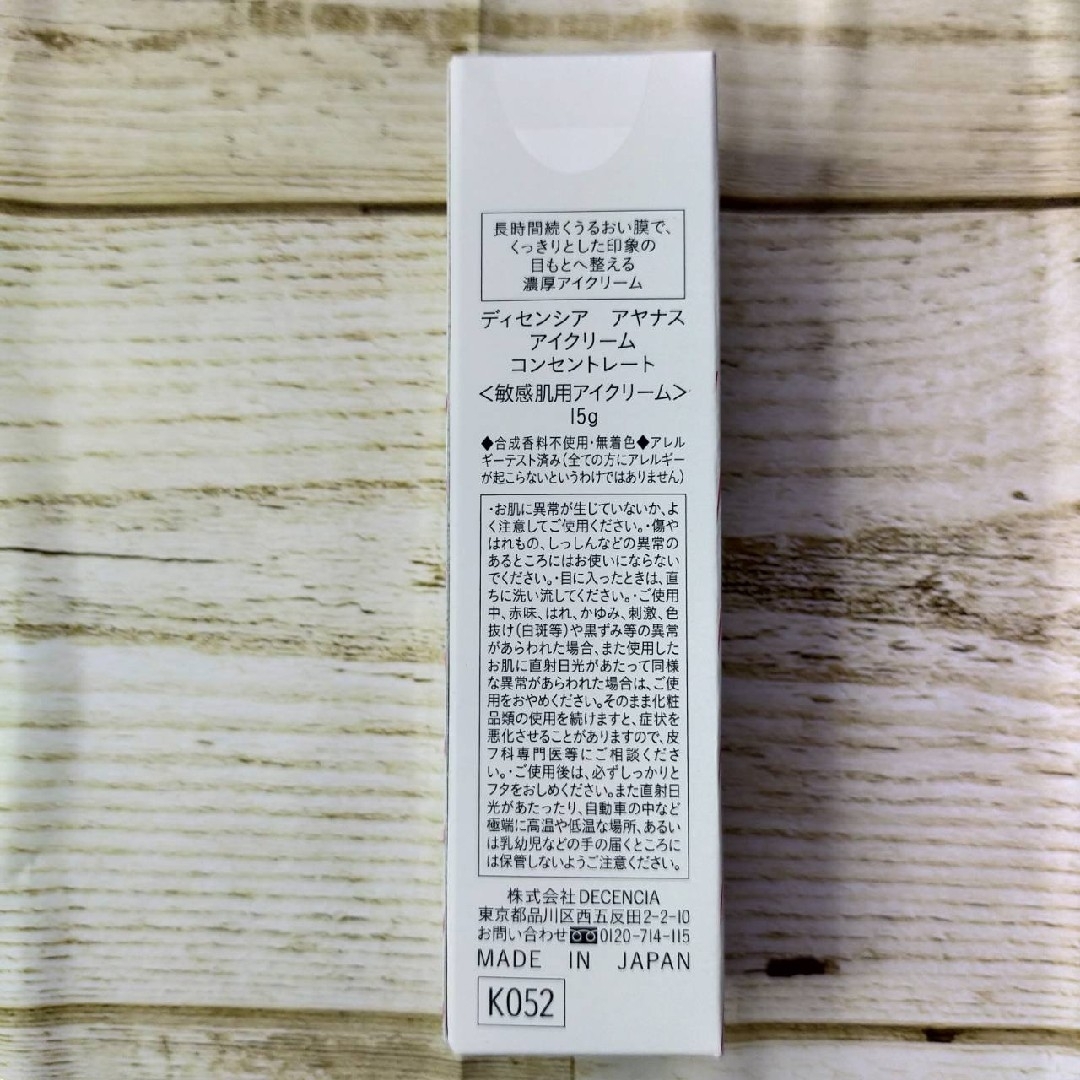 長時間続くうるおい膜で、
くっきりとした印象の
目もとへ整える
濃厚アイクリーム
ディセンシア アヤナス
アイクリーム
コンセントレート
<敏感肌用アイクリーム>
15g
◆合成香料不使用・無着色◆アレル
ギーテスト済み(全ての方にアレルギー
が起こらないというわけではありません)
・お肌に異常が生じていないか、よ
く注意してご使用ください。・傷や
はれもの、しっしんなどの異常の
あるところにはお使いにならない
でください。・目に入ったときは、直
ちに洗い流してください。・ご使用
中、赤味、はれ、かゆみ、刺激、色
抜け(白斑等)や黒ずみ等の異常
があらわれた場合、また使用した
お肌に直射日光があたって同様
な異常があらわれた場合は、ご使
用をおやめください。そのまま化粧
品類の使用を続けますと、症状を
悪化させることがありますので、皮
フ科専門医等にご相談くださ
い。・ご使用後は、必ずしっかりと
フタをおしめください。また直射日
光があたったり、自動車の中など
極端に高温や低温な場所、あるい
は乳幼児などの手の届くところに
は保管しないようご注意ください。
株式会社DECENCIA
東京都品川区西五反田2-2-10
お問い合わせ 0120-714-115
MADE IN JAPAN
K052